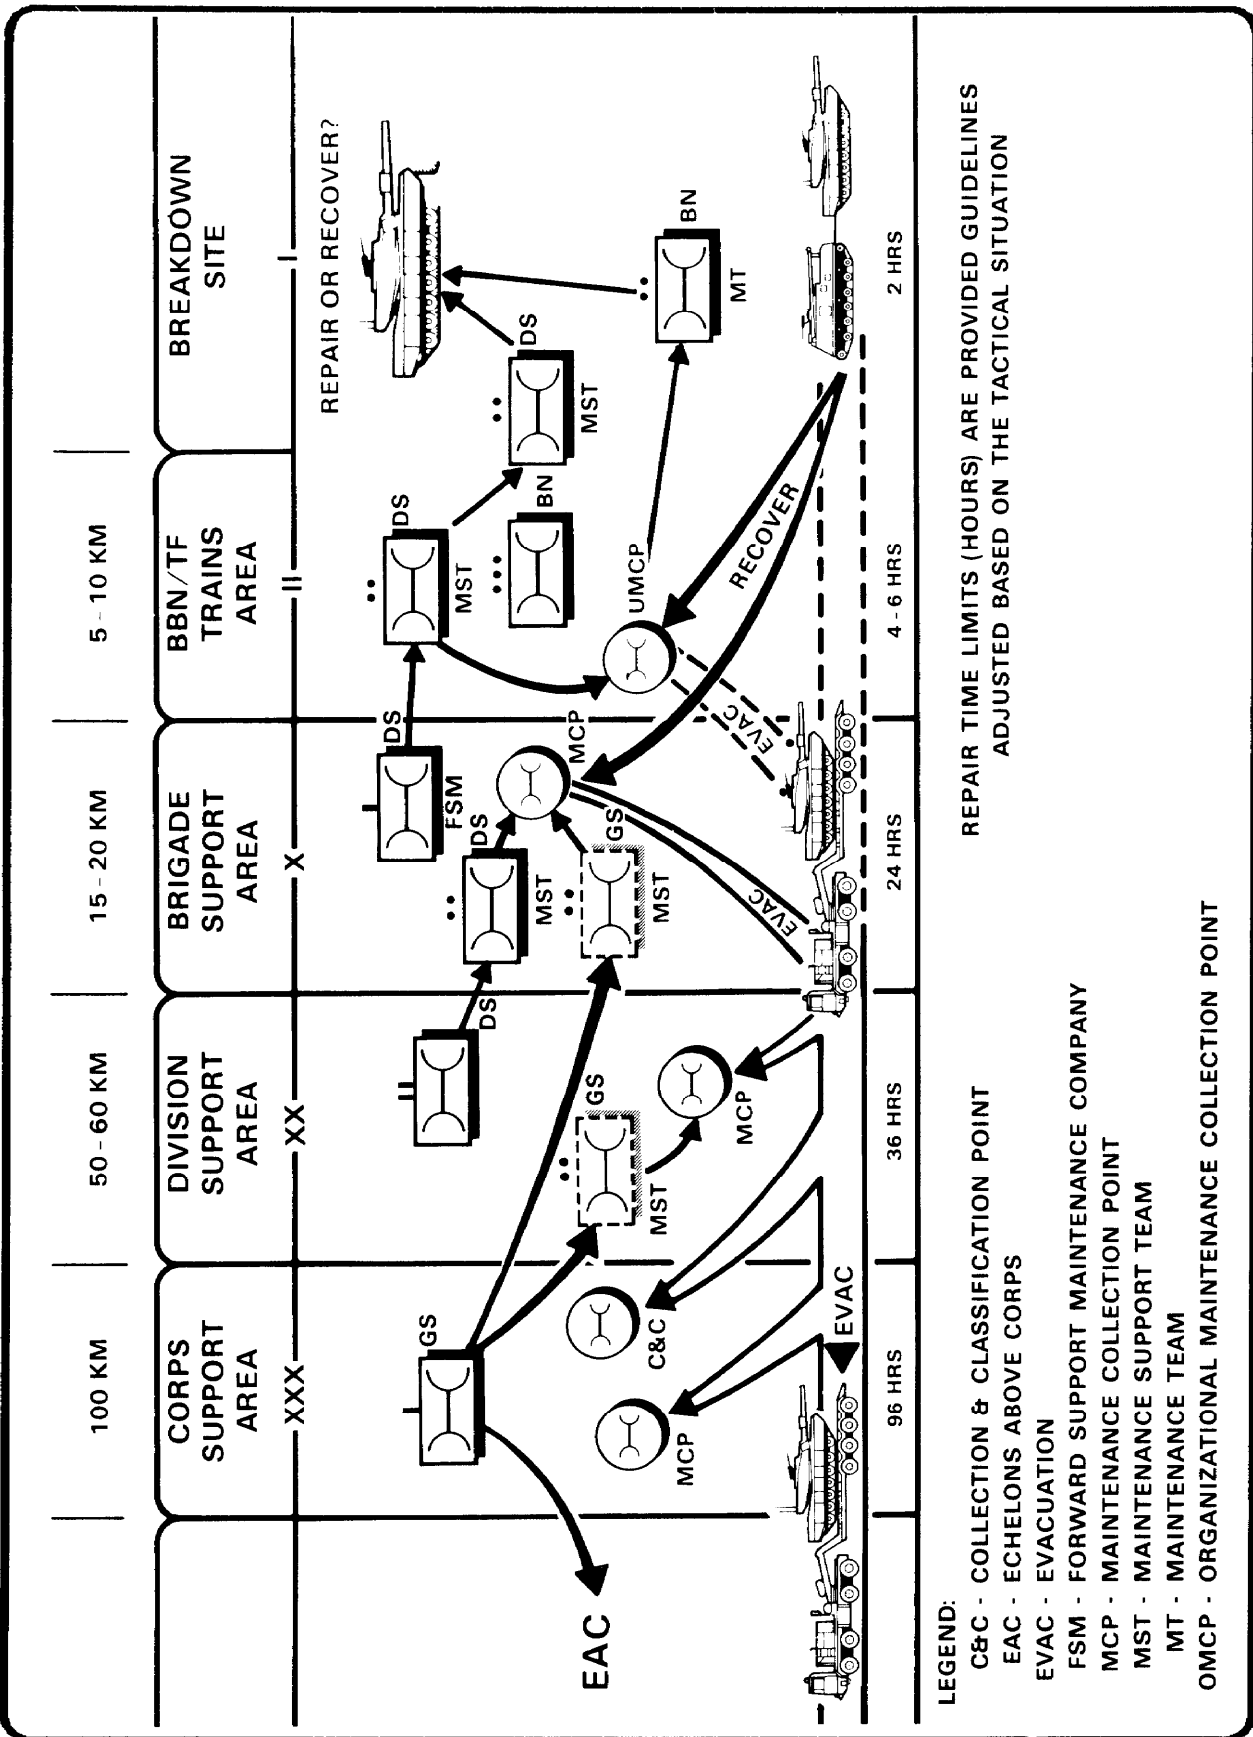 100 KM
50 - 60 KM
15 - 20 KM
5 - 10 KM
CORPS
SUPPORT
AREA
DIVISION
SUPPORT
AREA
BRIGADE
SUPPORT
AREA
BBN/TF
TRAINS
AREA
BREAKDOWN
SITE
XXX
XX
X
II
I
REPAIR OR RECOVER?
GS
DS
FSM
DS
DS
MST
DS
MST
DS
MST
GS
BN
MST
DS
MST
GS
MST
MCP
UMCP
BN
MT
EAC
C&C
MCP
MCP
EVAC
EVAC
RECOVER
EVAC
96 HRS
36 HRS
24 HRS
4 - 6 HRS
2 HRS
REPAIR TIME LIMITS (HOURS) ARE PROVIDED GUIDELINES
ADJUSTED BASED ON THE TACTICAL SITUATION
LEGEND:
C&C - COLLECTION & CLASSIFICATION POINT
EAC - ECHELONS ABOVE CORPS
EVAC - EVACUATION
FSM - FORWARD SUPPORT MAINTENANCE COMPANY
MCP - MAINTENANCE COLLECTION POINT
MST - MAINTENANCE SUPPORT TEAM
MT - MAINTENANCE TEAM
OMCP - ORGANIZATIONAL MAINTENANCE COLLECTION POINT